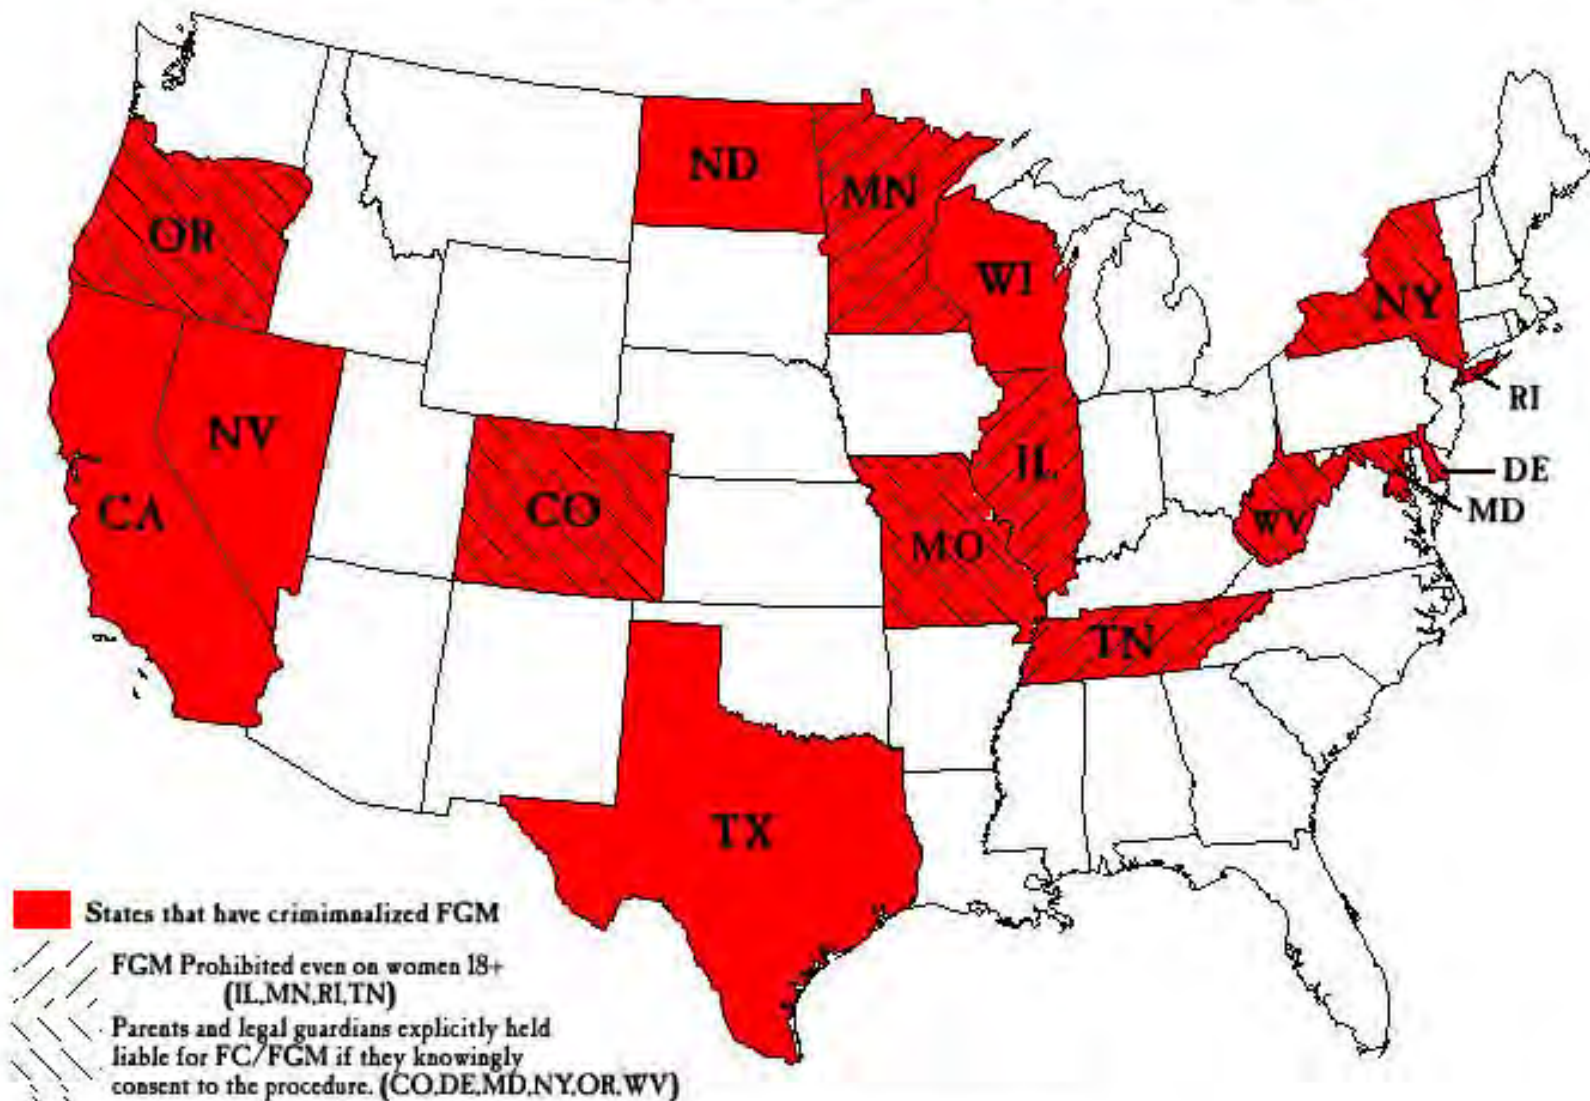 ND
MN
OR
WI
NY
RI
NV
IL
DE
CO
CA
MD
WV
MO
TN
TX
States that have crimimnalized FGM
FGM Prohibited even on women 18+
(IL,MN,RI,TN)
Parents and legal guardians explicitly held
liable for FC/FGM if they knowingly
consent to the procedure. (CO,DE,MD,NY,OR,WV)